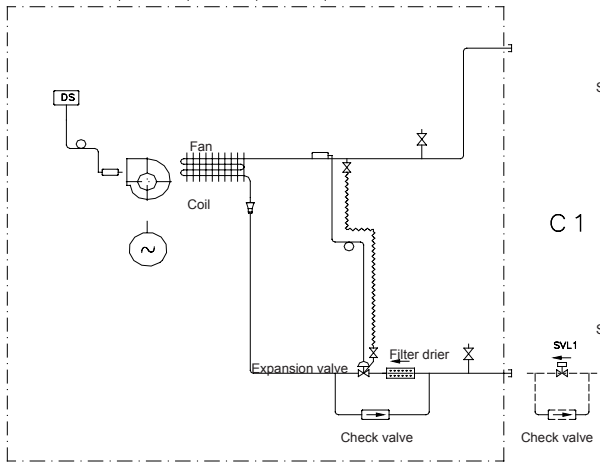 DS
Fan
Coil
C 1
Expansion valve
Filter drier
SVL1
Check valve
Check valve